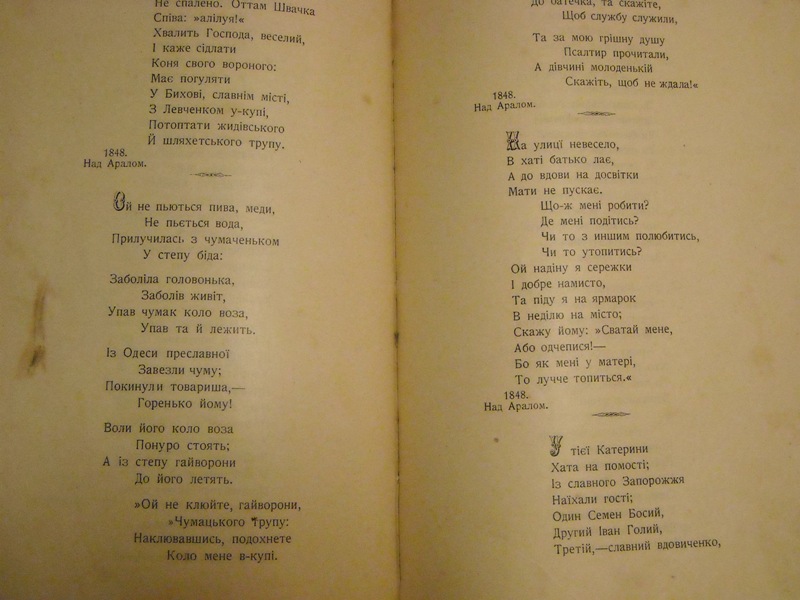 Не спалено. Оттам Швачка
Співа: »алілуя!«
Хвалить Господа, веселий,
І каже сідлати
Коня свого вороного:
Має погуляти
У Бихові, славнім місті,
З Левченком у-купі,
Потоптати жидівського
Й шляхетського трупу.
1848.
Над Аралом.
Ой не пьються пива, меди,
Не пьється вода,
Прилучилась з чумаченьком
У степу біда:
Заболіла головонька,
Заболів живіт,
Упав чумак коло воза,
Упав та й лежить.
Із Одеси преславної
Завезли чуму;
Покинули товариша,—
Горенько йому!
Воли його коло воза
Понуро стоять;
А із степу гайворони
До його летять.
»Ой не клюйте, гайворони,
»Чумацького трупу:
Наклювавшись, подохнете
Коло мене в-купі.
До батечка, та скажіте,
Щоб службу служили,
Та за мою грішну душу
Псалтир прочитали,
А дівчині молоденькій
Скажіть, щоб не ждала!«
1848.
Над Аралом.
На улиці невесело,
В хаті батько лає,
А до вдови на досвітки
Мати не пускає.
Що-ж мені робити?
Де мені подітись?
Чи то з иншим полюбитись,
Чи то утопитись?
Ой надіну я сережки
І добре намисто,
Та піду я на ярмарок
В неділю на місто;
Скажу йому: »Сватай мене,
Або одчепися!—
Бо як мені у матері,
То лучче топиться.«
1848.
Над Аралом.
У тієї Катерини
Хата на помості;
Із славного Запорожжя
Наїхали гості;
Один Семен Босий,
Другий Іван Голий,
Третій,—славний вдовиченко,